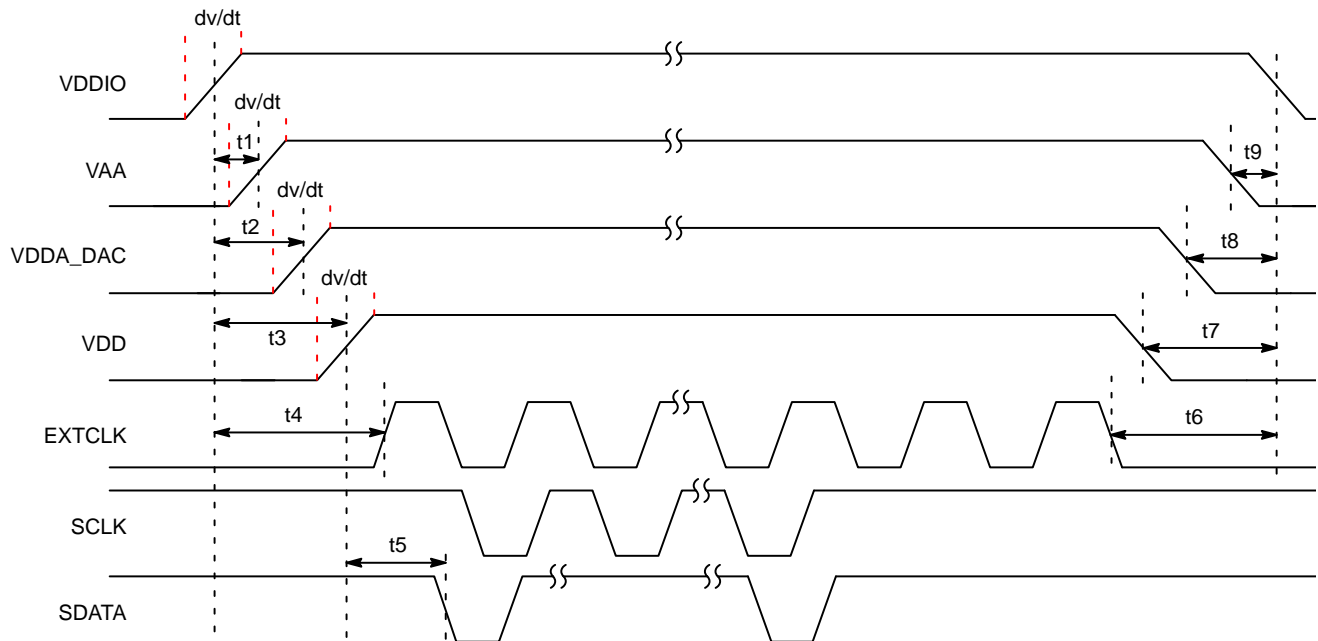 dv/dt
VDDIO
dv/dt
t1
t9
VAA
dv/dt
t2
t8
VDDA_DAC
dv/dt
t3
t7
VDD
t4
t6
EXTCLK
SCLK
t5
SDATA